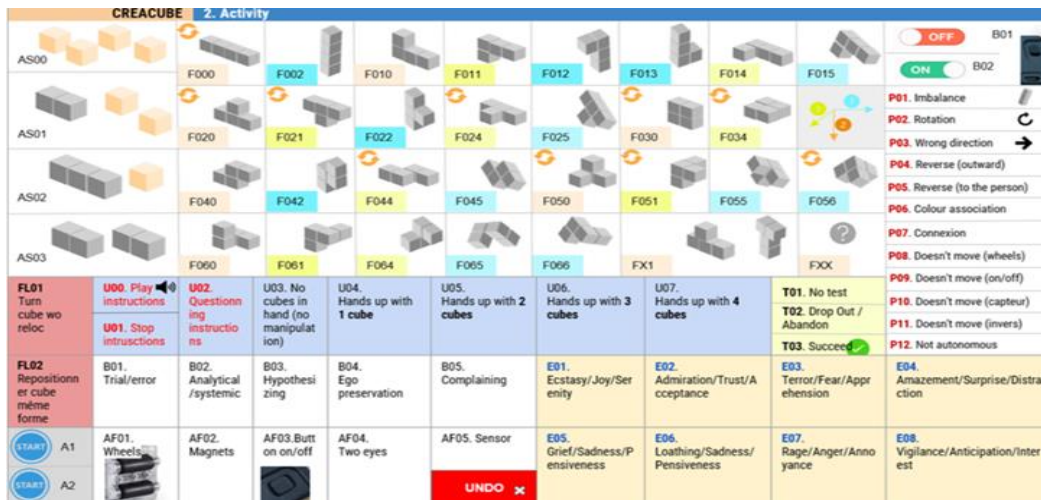 CREACUBE 2. Activity
AS00
F000
F002
F010
F011
F012
F013
F014
F015
OFF
B01
ON
B02
AS01
F020
F021
F022
F024
F025
F030
F034
1
2
P01. Imbalance
P02. Rotation
P03. Wrong direction
P04. Reverse (outward)
P05. Reverse (to the person)
P06. Colour association
P07. Connexion
P08. Doesn't move (wheels)
P09. Doesn't move (on/off)
P10. Doesn't move (capteur)
P11. Doesn't move (invers)
P12. Not autonomous
AS02
F040
F042
F044
F045
F050
F051
F055
F056
AS03
F060
F061
F064
F065
F066
FX1
?
FXX
FL01
Turn
cube wo
reloc
U00. Play
instructions
U01. Stop
intrusctions
U02.
Questionn
ing
instructio
ns
U03. No
cubes in
hand (no
manipulat
ion)
U04.
Hands up with
1 cube
U05.
Hands up with 2
cubes
U06.
Hands up with 3
cubes
U07.
Hands up with 4
cubes
T01. No test
T02. Drop Out /
Abandon
T03. Succeed
FL02
Repositionn
er cube
même
forme
B01.
Trial/error
B02.
Analytical
/systemic
B03.
Hypothesi
zing
B04.
Ego
preservation
B05.
Complaining
E01.
Ecstasy/Joy/Ser
enity
E02.
Admiration/Trust/A
cceptance
E03.
Terror/Fear/Appr
ehension
E04.
Amazement/Surprise/Distra
ction
START A1
START A2
AF01.
Wheels
AF02.
Magnets
AF03.Butt
on on/off
AF04.
Two eyes
AF05. Sensor
UNDO ×
E05.
Grief/Sadness/P
ensiveness
E06.
Loathing/Sadness/
Pensiveness
E07.
Rage/Anger/Anno
yance
E08.
Vigilance/Anticipation/Inter
est